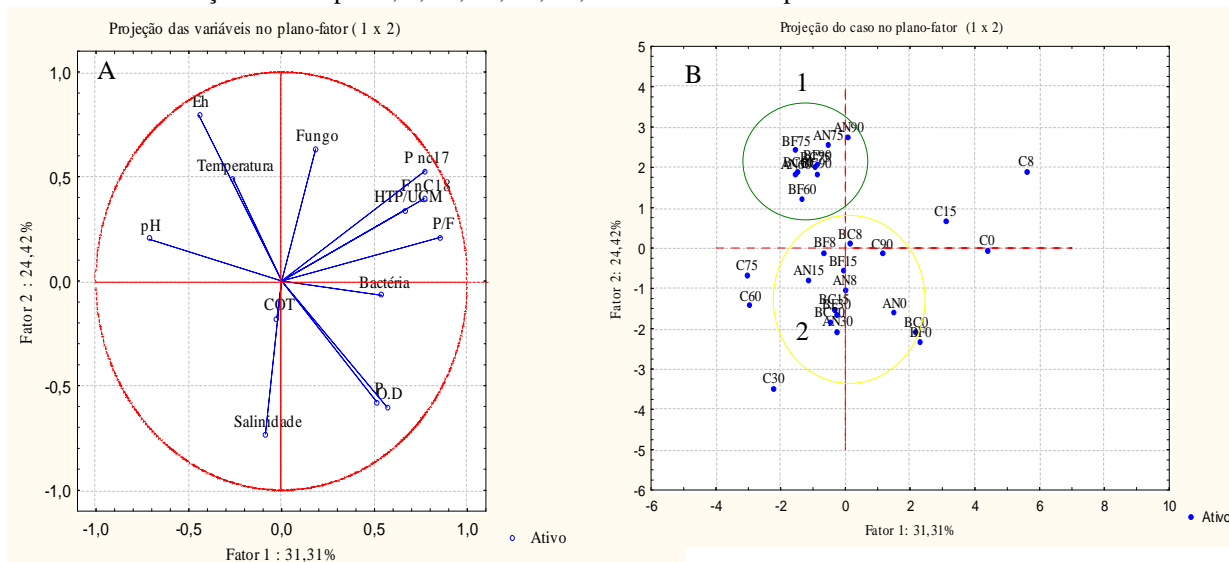 Projeção das variáveis no plano-fator ( 1 x 2)
A
1,0
0,5
0,0
-0,5
-1,0
Fator 2 : 24,42%
Eh
Fungo
Temperatura
P nc17
F nC18
HTP/UCM
P/F
pH
Bactéria
COT
P
O.D
Salinidade
-1,0 -0,5 0,0 0,5 1,0
Fator 1 : 31,31%
Ativo
Projeção do caso no plano-fator (1 x 2)
B
1
5
4
3
2
1
0
-1
-2
-3
-4
-5
-6
Fator 2: 24,42%
AN90
AN75
BF75
BF60
C8
C15
C0
BC8
BF8
C90
BF15
C75
AN15
AN8
C60
BC15
BF30
AN0
BC0
BF0
AN30
2
C30
-6 -4 -2 0 2 4 6 8 10
Fator 1: 31,31%
Ativo